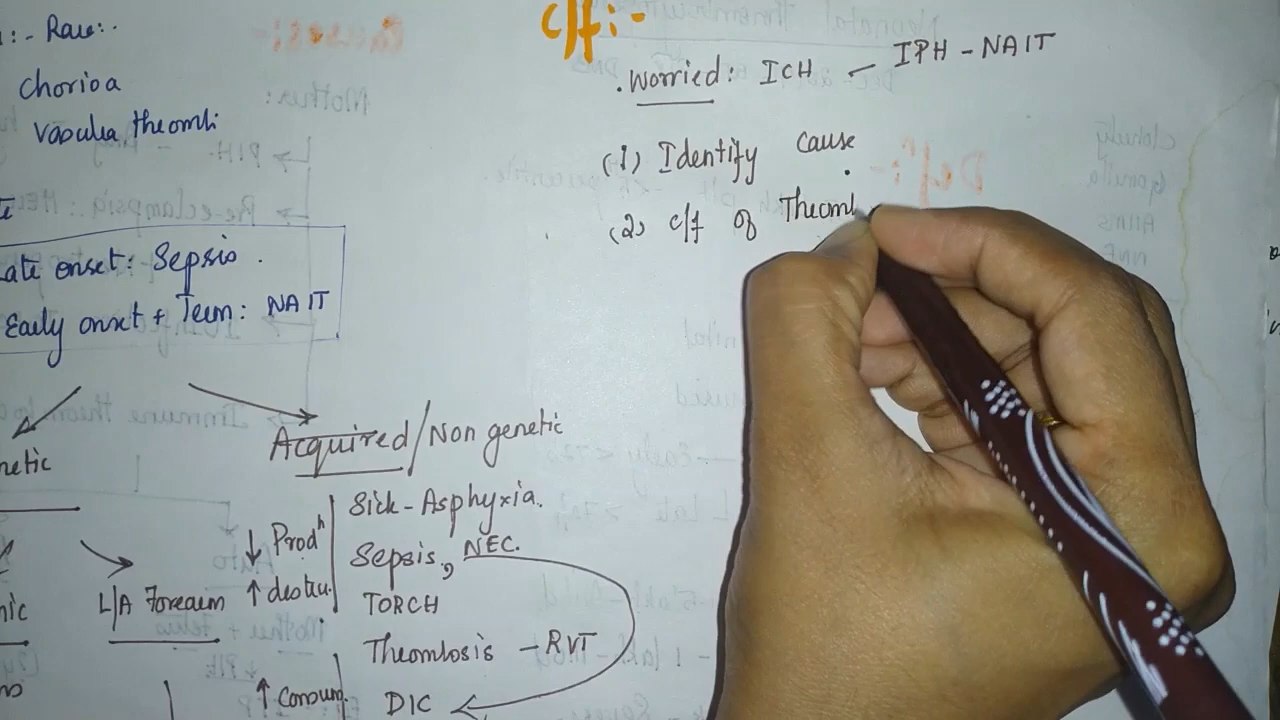 :- Rare:.
Chorioa
Vascular thrombi
Late onset: Sepsis.
Early onset + Term: NAIT
netic
L/A Forearm
Acquired/Non genetic
↓ Prodⁿ
↑ destru.
Sick-Asphyxia.
Sepsis, NEC.
TORCH
Thrombosis - RVT
↑ Consum.
DIC
c/f:-
. Worried: ICH - IPH - NAIT
(1) Identify cause.
(2) c/f of Thromb